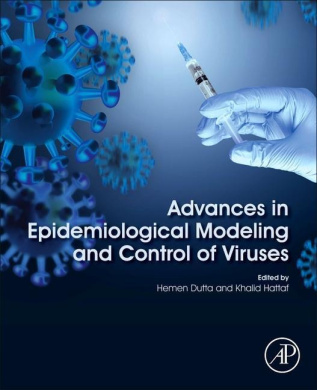 Advances in
Epidemiological Modeling
and Control of Viruses
Edited by
Hemen Dutta and Khalid Hattaf
AP